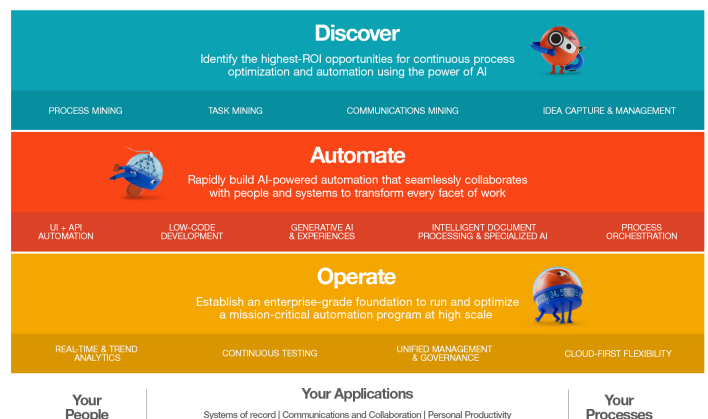 Discover
Identify the highest-ROI opportunities for continuous process
optimization and automation using the power of AI
PROCESS MINING
TASK MINING
COMMUNICATIONS MINING
IDEA CAPTURE & MANAGEMENT
Automate
Rapidly build AI-powered automation that seamlessly collaborates
with people and systems to transform every facet of work
UI + API
AUTOMATION
LOW-CODE
DEVELOPMENT
GENERATIVE AI
& EXPERIENCES
INTELLIGENT DOCUMENT
PROCESSING & SPECIALIZED AI
PROCESS
ORCHESTRATION
Operate
Establish an enterprise-grade foundation to run and optimize
a mission-critical automation program at high scale
REAL-TIME & TREND
ANALYTICS
CONTINUOUS TESTING
UNIFIED MANAGEMENT
& GOVERNANCE
CLOUD-FIRST FLEXIBILITY
Your
People
Your Applications
Systems of record | Communications and Collaboration | Personal Productivity
Your
Processes